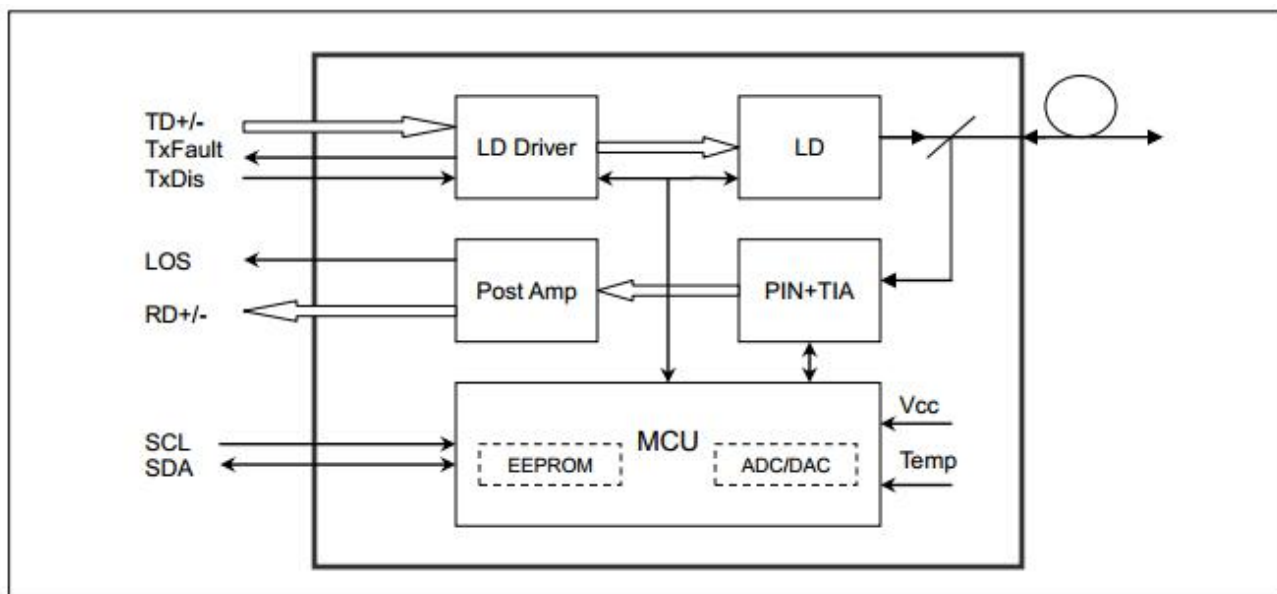 TD+/-
TxFault
TxDis
LD Driver
LD
LOS
RD+/-
Post Amp
PIN+TIA
SCL
SDA
MCU
EEPROM
ADC/DAC
Vcc
Temp